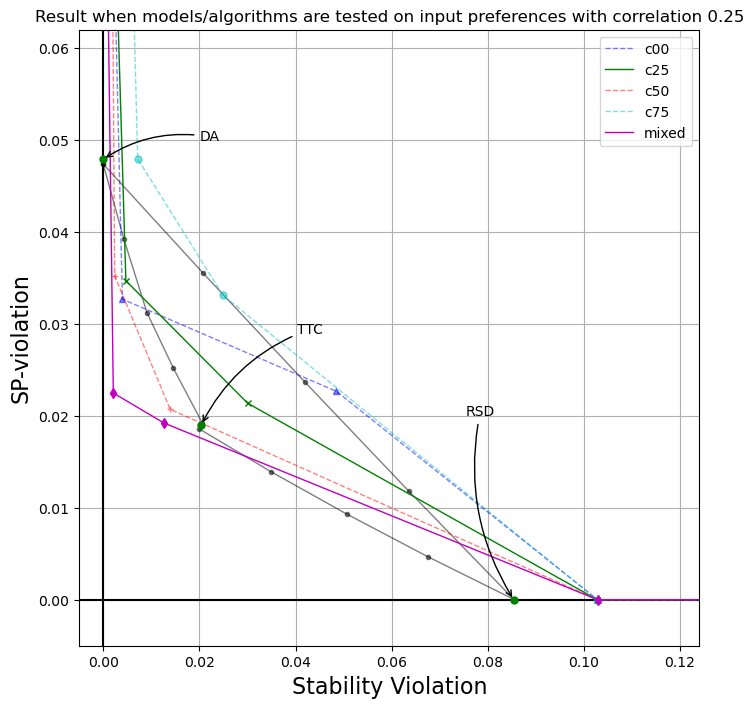 Result when models/algorithms are tested on input preferences with correlation 0.25
0.06
0.05
0.04
0.03
0.02
0.01
0.00
SP-violation
c00
c25
c50
c75
mixed
DA
TTC
RSD
0.00 0.02 0.04 0.06 0.08 0.10 0.12
Stability Violation